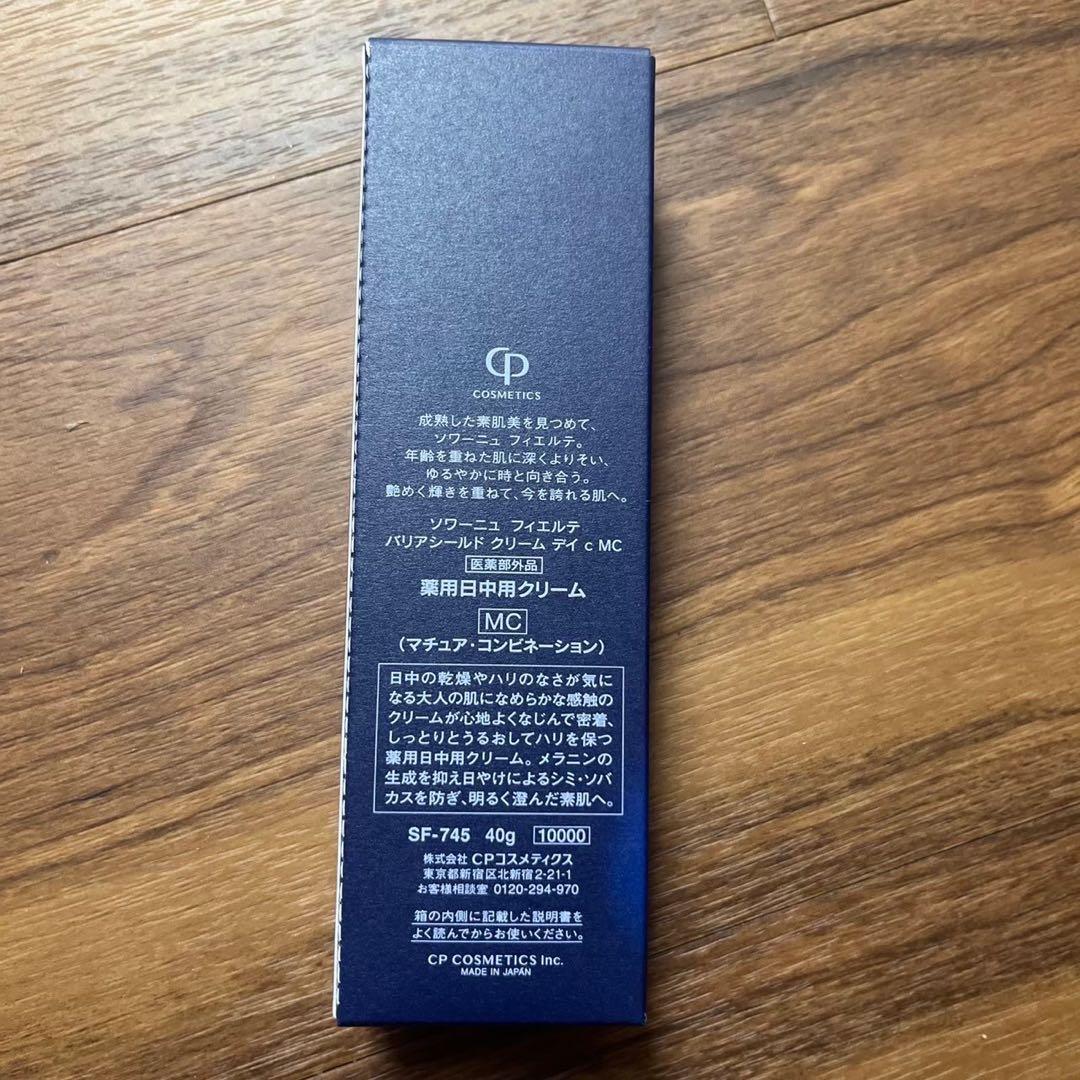 CP
COSMETICS
成熟した素肌美を見つめて、
ソワーニュ フィエルテ。
年齢を重ねた肌に深くよりそい、
ゆるやかに時と向き合う。
艶めく輝きを重ねて、今を誇れる肌へ。
ソワーニュ フィエルテ
バリアシールド クリーム デイ c MC
医薬部外品
薬用日中用クリーム
MC
(マチュア・コンビネーション)
日中の乾燥やハリのなさが気に
なる大人の肌になめらかな感触の
クリームが心地よくなじんで密着、
しっとりとうるおしてハリを保つ
薬用日中用クリーム。メラニンの
生成を抑え日やけによるシミ・ソバ
カスを防ぎ、明るく澄んだ素肌へ。
SF-745 40g 10000
株式会社 CPコスメティクス
東京都新宿区北新宿2-21-1
お客様相談室 0120-294-970
箱の内側に記載した説明書を
よく読んでからお使いください。
CP COSMETICS Inc.
MADE IN JAPAN